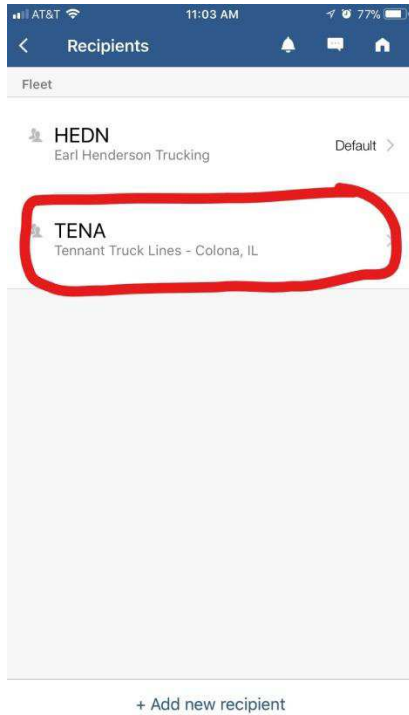 AT&T 11:03 AM 77%
Recipients
Fleet
HEDN
Earl Henderson Trucking
Default
TENA
Tennant Truck Lines - Colona, IL
+ Add new recipient